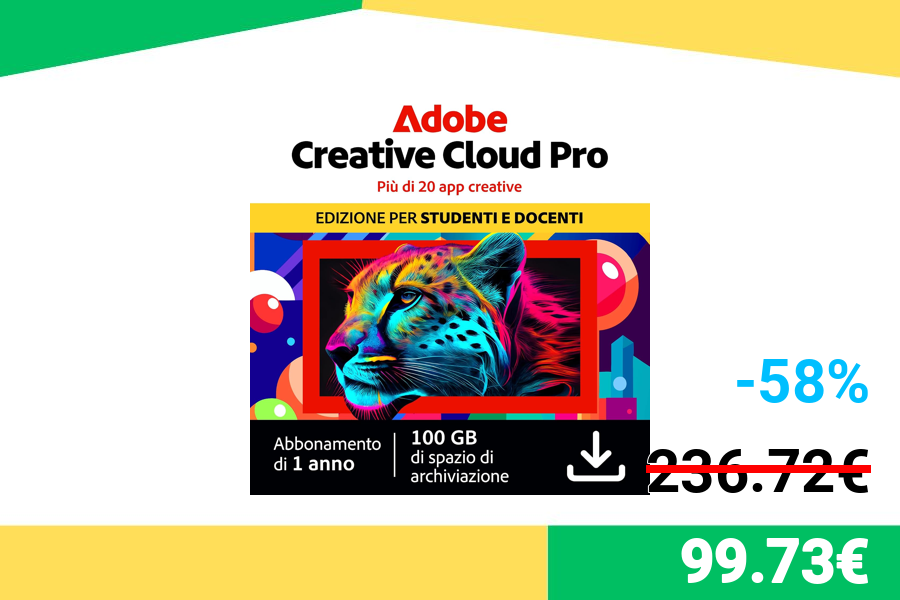 Adobe
Creative Cloud Pro
Più di 20 app creative
EDIZIONE PER STUDENTI E DOCENTI
Abbonamento
di 1 anno
100 GB
di spazio di
archiviazione
-58%
236.72€
99.73€